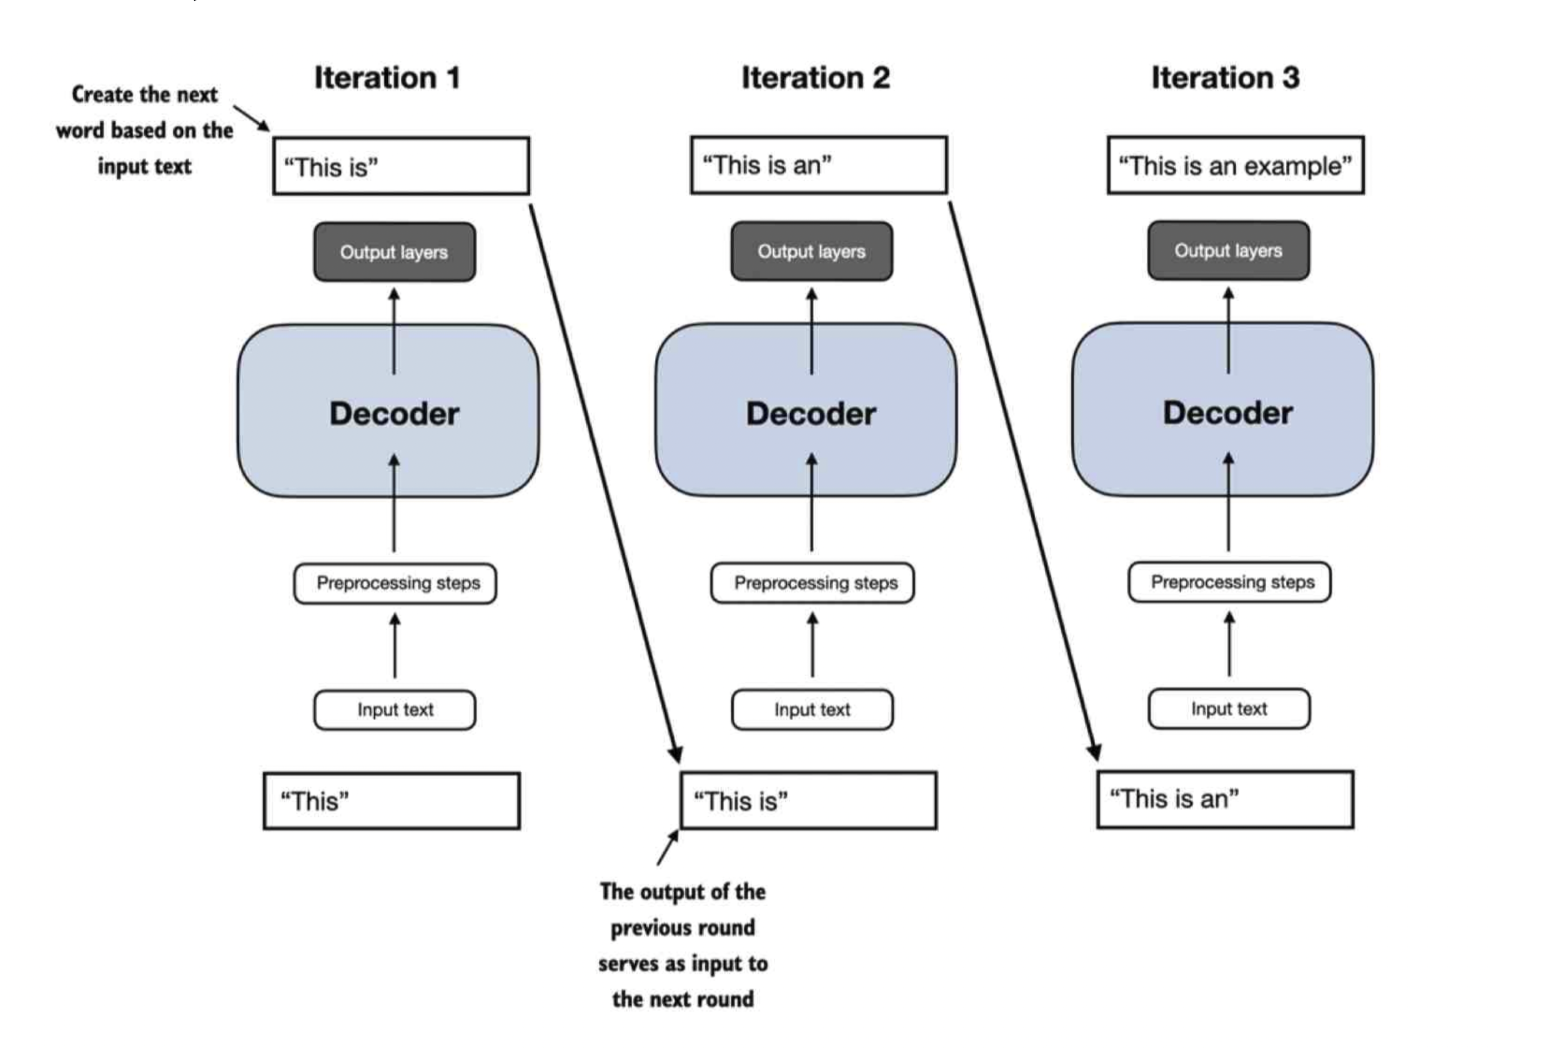 Iteration 1
Iteration 2
Iteration 3
Create the next
word based on the
input text
“This is”
“This is an”
“This is an example”
Output layers
Output layers
Output layers
Decoder
Decoder
Decoder
Preprocessing steps
Preprocessing steps
Preprocessing steps
Input text
Input text
Input text
“This”
“This is”
“This is an”
The output of the
previous round
serves as input to
the next round